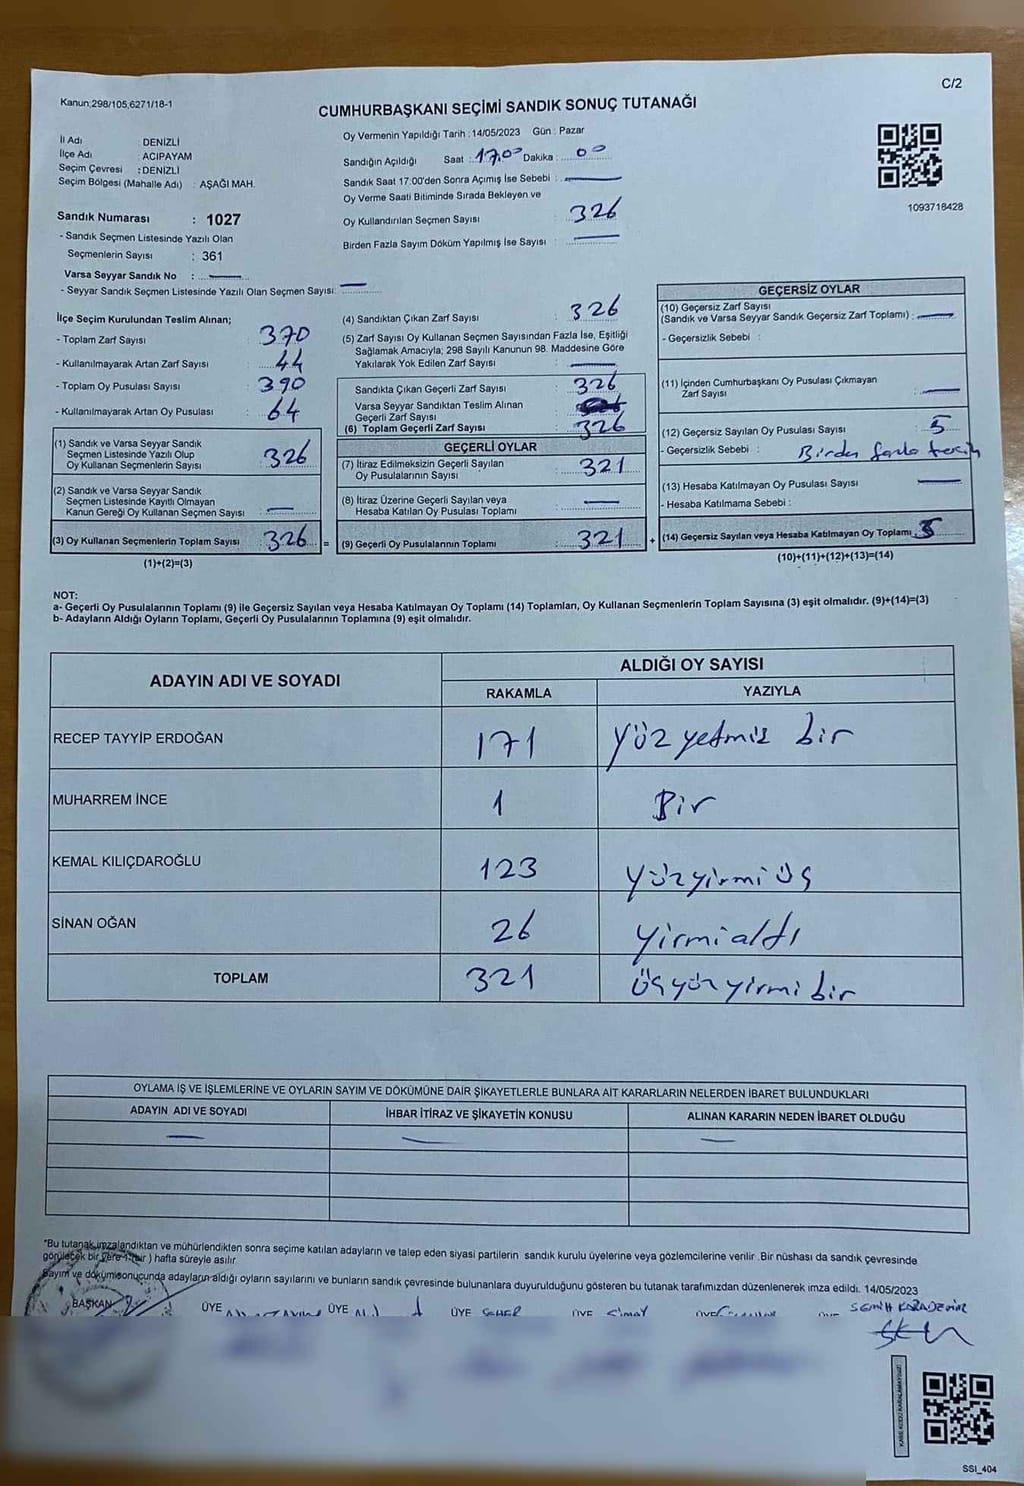 Kanun;298/105,6271/18-1
C/2
CUMHURBAŞKANI SEÇİMİ SANDIK SONUÇ TUTANAĞI
İl Adı DENİZLİ
İlçe Adı : ACIPAYAM
Seçim Çevresi : DENİZLİ
Seçim Bölgesi (Mahalle Adı) : AŞAĞI MAH.
Sandık Numarası : 1027
- Sandık Seçmen Listesinde Yazılı Olan
Seçmenlerin Sayısı : 361
Varsa Seyyar Sandık No :
- Seyyar Sandık Seçmen Listesinde Yazılı Olan Seçmen Sayısı:
Oy Vermenin Yapıldığı Tarih : 14/05/2023 Gün : Pazar
Sandığın Açıldığı Saat : 17.00 Dakika : 00
Sandık Saat 17:00'den Sonra Açımış İse Sebebi :
Oy Verme Saati Bitiminde Sırada Bekleyen ve
Oy Kullandırılan Seçmen Sayısı : 326
Birden Fazla Sayım Döküm Yapılmış İse Sayısı :
1093718428
İlçe Seçim Kurulundan Teslim Alınan;
- Toplam Zarf Sayısı : 370
- Kullanılmayarak Artan Zarf Sayısı : 44
- Toplam Oy Pusulası Sayısı : 390
- Kullanılmayarak Artan Oy Pusulası : 64
(1) Sandık ve Varsa Seyyar Sandık
Seçmen Listesinde Yazılı Olup
Oy Kullanan Seçmenlerin Sayısı : 326
(2) Sandık ve Varsa Seyyar Sandık
Seçmen Listesinde Kayıtlı Olmayan
Kanun Gereği Oy Kullanan Seçmen Sayısı :
(3) Oy Kullanan Seçmenlerin Toplam Sayısı : 326 =
(1)+(2)=(3)
(4) Sandıktan Çıkan Zarf Sayısı : 326
(5) Zarf Sayısı Oy Kullanan Seçmen Sayısından Fazla İse, Eşitliği
Sağlamak Amacıyla; 298 Sayılı Kanunun 98. Maddesine Göre
Yakılarak Yok Edilen Zarf Sayısı :
Sandıkta Çıkan Geçerli Zarf Sayısı : 326
Varsa Seyyar Sandıktan Teslim Alınan
Geçerli Zarf Sayısı
(6) Toplam Geçerli Zarf Sayısı : 326
GEÇERLİ OYLAR
(7) İtiraz Edilmeksizin Geçerli Sayılan
Oy Pusulalarının Sayısı : 321
(8) İtiraz Üzerine Geçerli Sayılan veya
Hesaba Katılan Oy Pusulası Toplamı :
(9) Geçerli Oy Pusulalarının Toplamı : 321 +
GEÇERSİZ OYLAR
(10) Geçersiz Zarf Sayısı
(Sandık ve Varsa Seyyar Sandık Geçersiz Zarf Toplamı) :
- Geçersizlik Sebebi :
(11) İçinden Cumhurbaşkanı Oy Pusulası Çıkmayan
Zarf Sayısı :
(12) Geçersiz Sayılan Oy Pusulası Sayısı : 5
- Geçersizlik Sebebi : Birden fazla tercih
(13) Hesaba Katılmayan Oy Pusulası Sayısı :
- Hesaba Katılmama Sebebi :
(14) Geçersiz Sayılan veya Hesaba Katılmayan Oy Toplamı : 5
(10)+(11)+(12)+(13)=(14)
NOT:
a- Geçerli Oy Pusulalarının Toplamı (9) ile Geçersiz Sayılan veya Hesaba Katılmayan Oy Toplamı (14) Toplamları, Oy Kullanan Seçmenlerin Toplam Sayısına (3) eşit olmalıdır. (9)+(14)=(3)
b- Adayların Aldığı Oyların Toplamı, Geçerli Oy Pusulalarının Toplamına (9) eşit olmalıdır.
ADAYIN ADI VE SOYADI ALDIĞI OY SAYISI
RAKAMLA YAZIYLA
RECEP TAYYİP ERDOĞAN 171 Yüz yetmiş bir
MUHARREM İNCE 1 Bir
KEMAL KILIÇDAROĞLU 123 Yüzyirmi üç
SİNAN OĞAN 26 Yirmialtı
TOPLAM 321 Üçyüzyirmi bir
OYLAMA İŞ VE İŞLEMLERİNE VE OYLARIN SAYIM VE DÖKÜMÜNE DAİR ŞİKAYETLERLE BUNLARA AİT KARARLARIN NELERDEN İBARET BULUNDUKLARI
ADAYIN ADI VE SOYADI İHBAR İTİRAZ VE ŞİKAYETİN KONUSU ALINAN KARARIN NEDEN İBARET OLDUĞU
"Bu tutanak imzalandıktan ve mühürlendikten sonra seçime katılan adayların ve talep eden siyasi partilerin sandık kurulu üyelerine veya gözlemcilerine verilir. Bir nüshası da sandık çevresinde
görülecek bir yere 1 (bir) hafta süreyle asılır.
Sayım ve dökümsonuçunda adayların aldığı oyların sayılarını ve bunların sandık çevresinde bulunanlara duyurulduğunu gösteren bu tutanak tarafımızdan düzenlenerek imza edildi. 14/05/2023
BAŞKAN ÜYE ÜYE ÜYE SEHER ÜYE SEMİH KARADEMİR
SSI_404